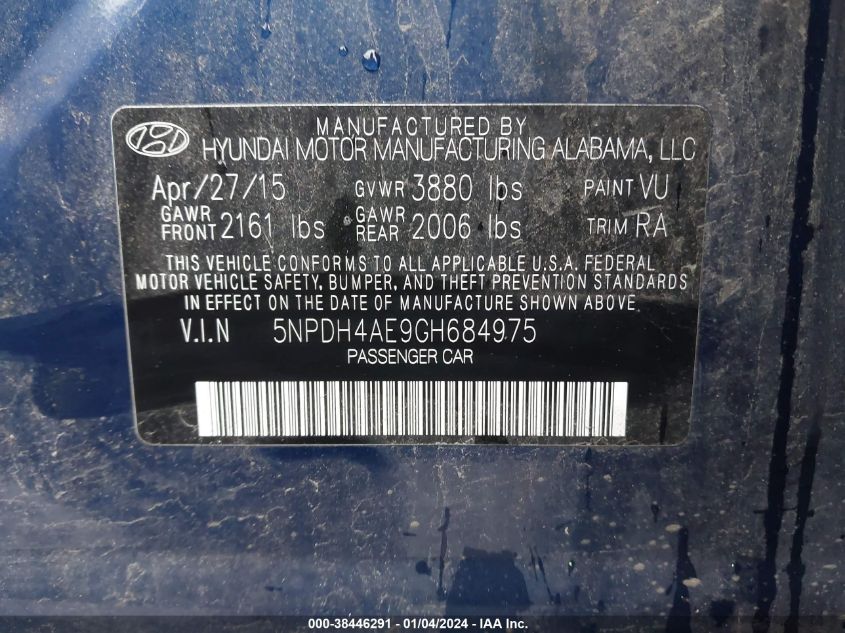 MANUFACTURED BY
HYUNDAI MOTOR MANUFACTURING ALABAMA, LLC
Apr/27/15 GVWR 3880 lbs PAINT VU
GAWR FRONT 2161 lbs GAWR REAR 2006 lbs TRIM RA
THIS VEHICLE CONFORMS TO ALL APPLICABLE U.S.A. FEDERAL
MOTOR VEHICLE SAFETY, BUMPER, AND THEFT PREVENTION STANDARDS
IN EFFECT ON THE DATE OF MANUFACTURE SHOWN ABOVE.
V.I.N 5NPDH4AE9GH684975
PASSENGER CAR
000-38446291 - 01/04/2024 - IAA Inc.